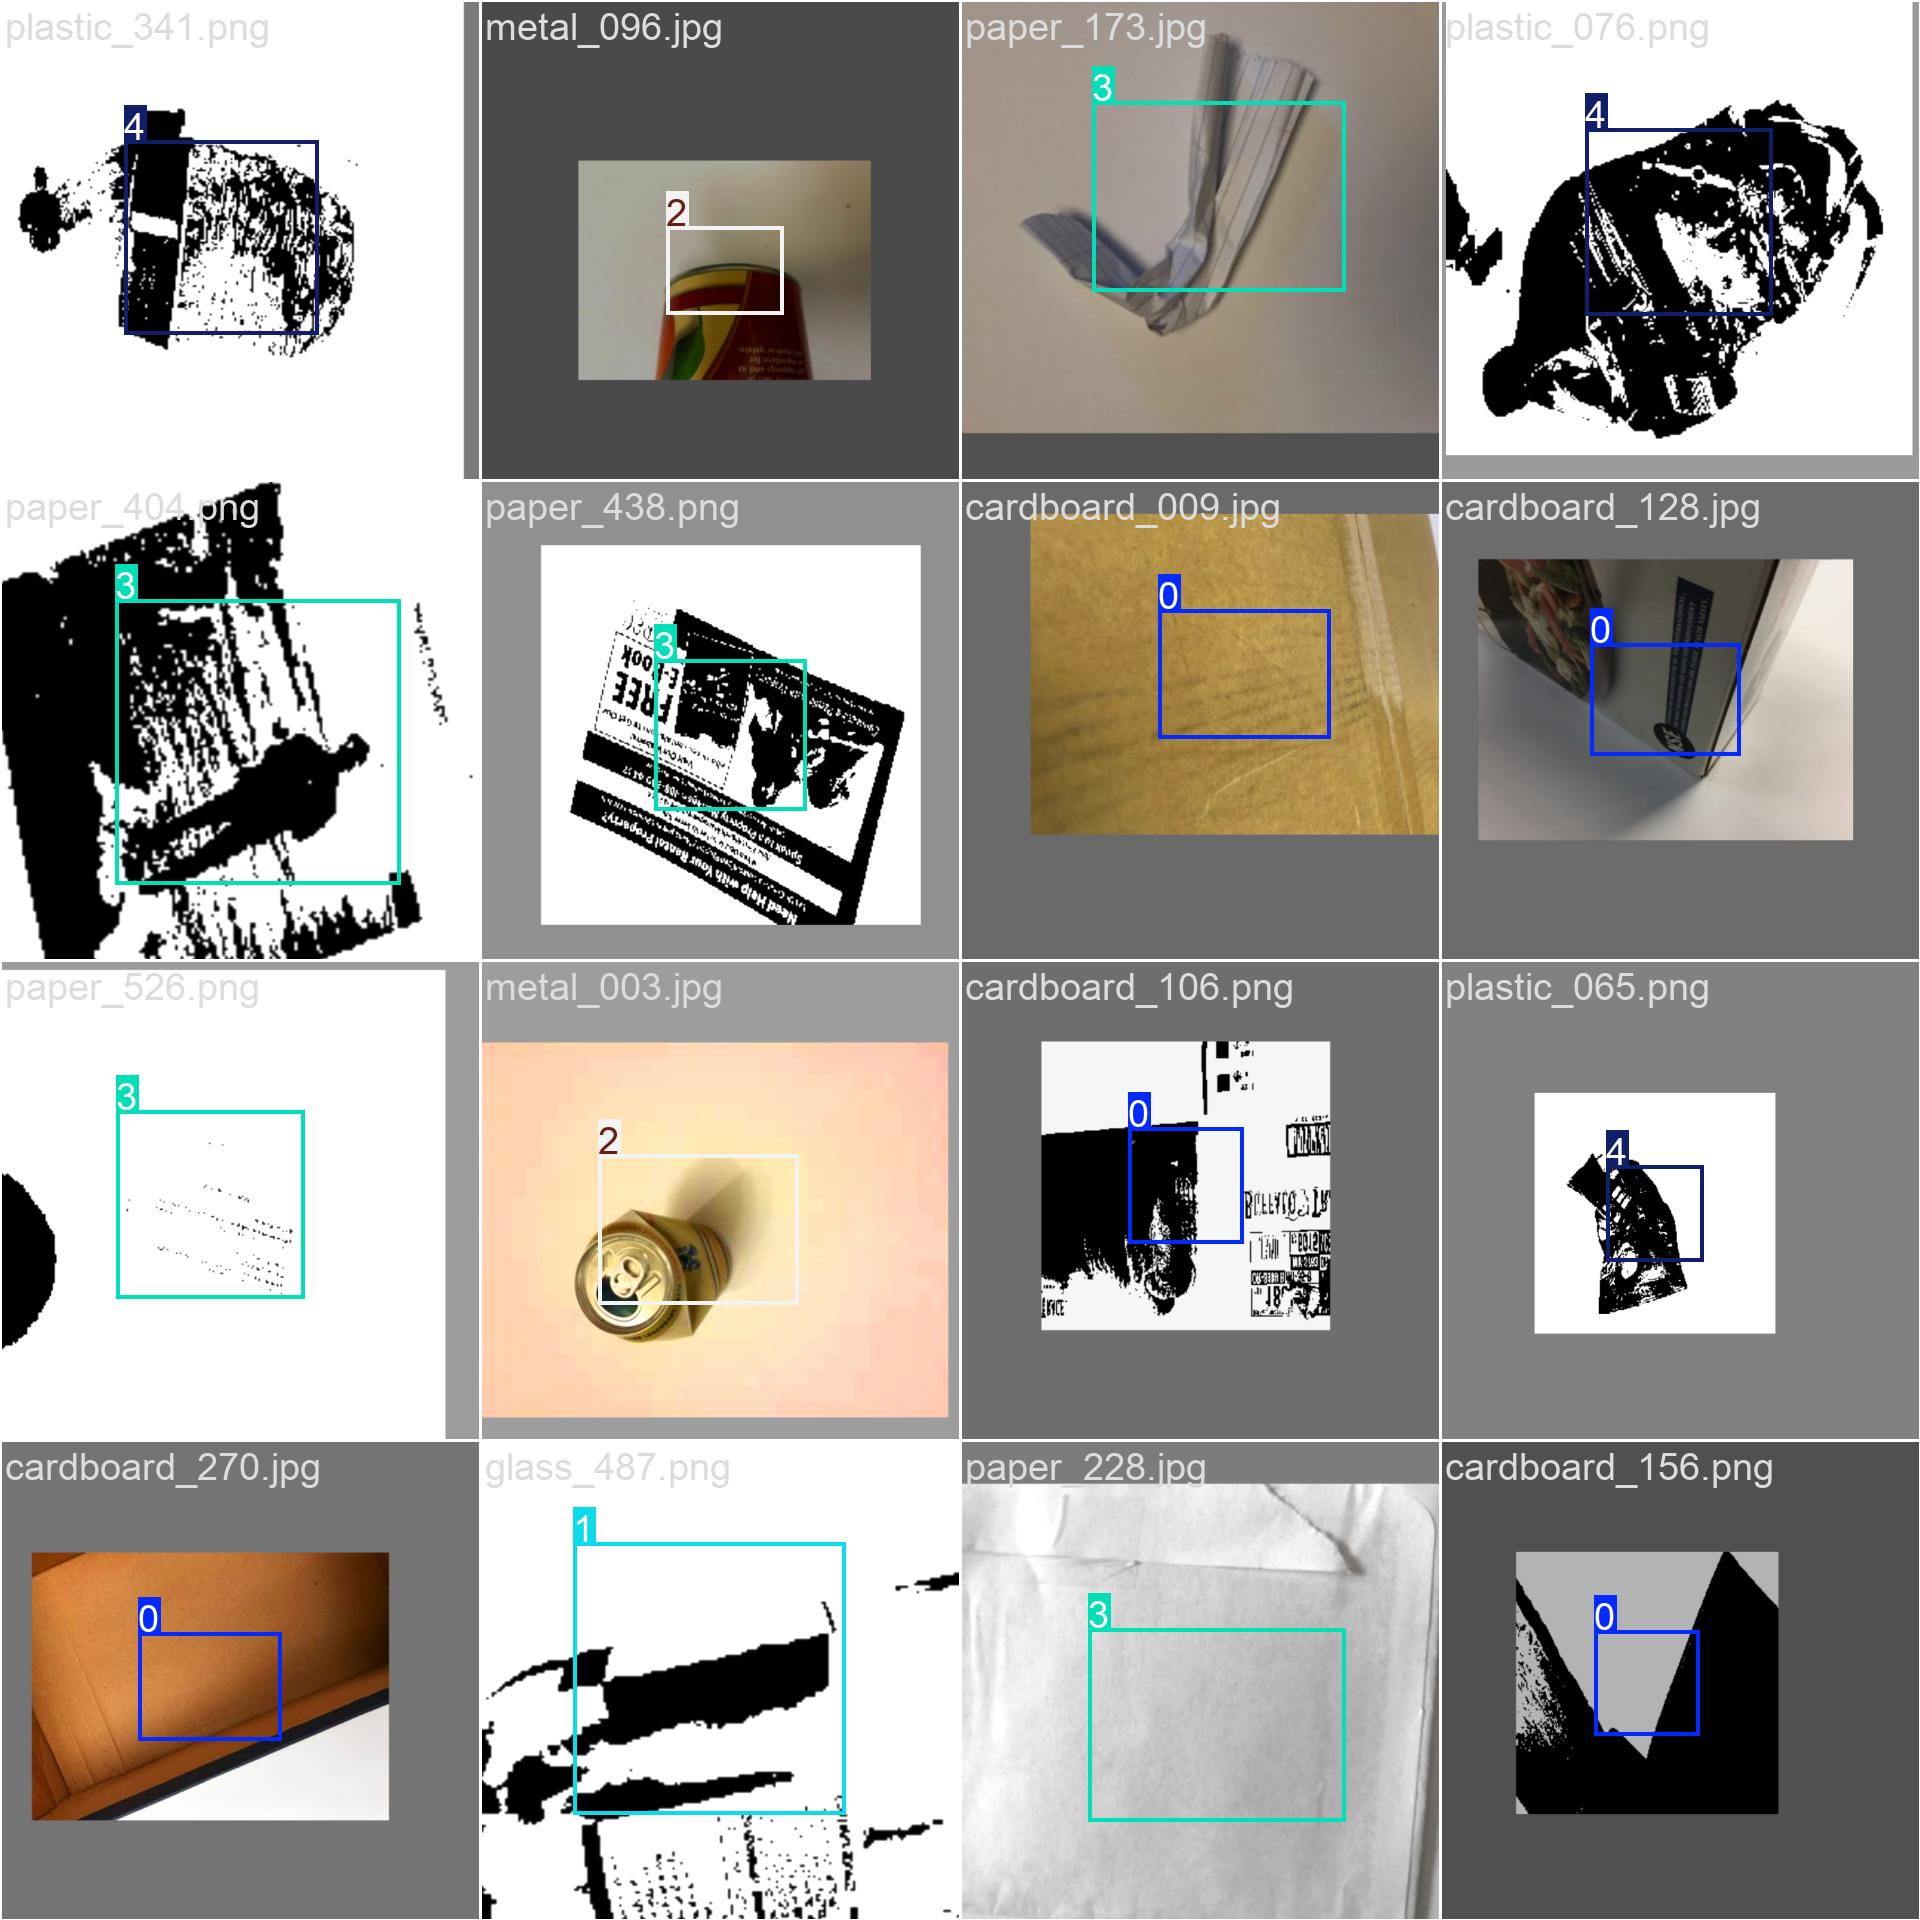 plastic_341.png
4
metal_096.jpg
2
paper_173.jpg
3
plastic_076.png
4
paper_404.png
3
paper_438.png
3
FREE
Need Help with Your Rental Property?
cardboard_009.jpg
0
cardboard_128.jpg
0
paper_526.png
3
metal_003.jpg
2
cardboard_106.png
0
plastic_065.png
4
cardboard_270.jpg
0
glass_487.png
1
paper_228.jpg
3
cardboard_156.png
0